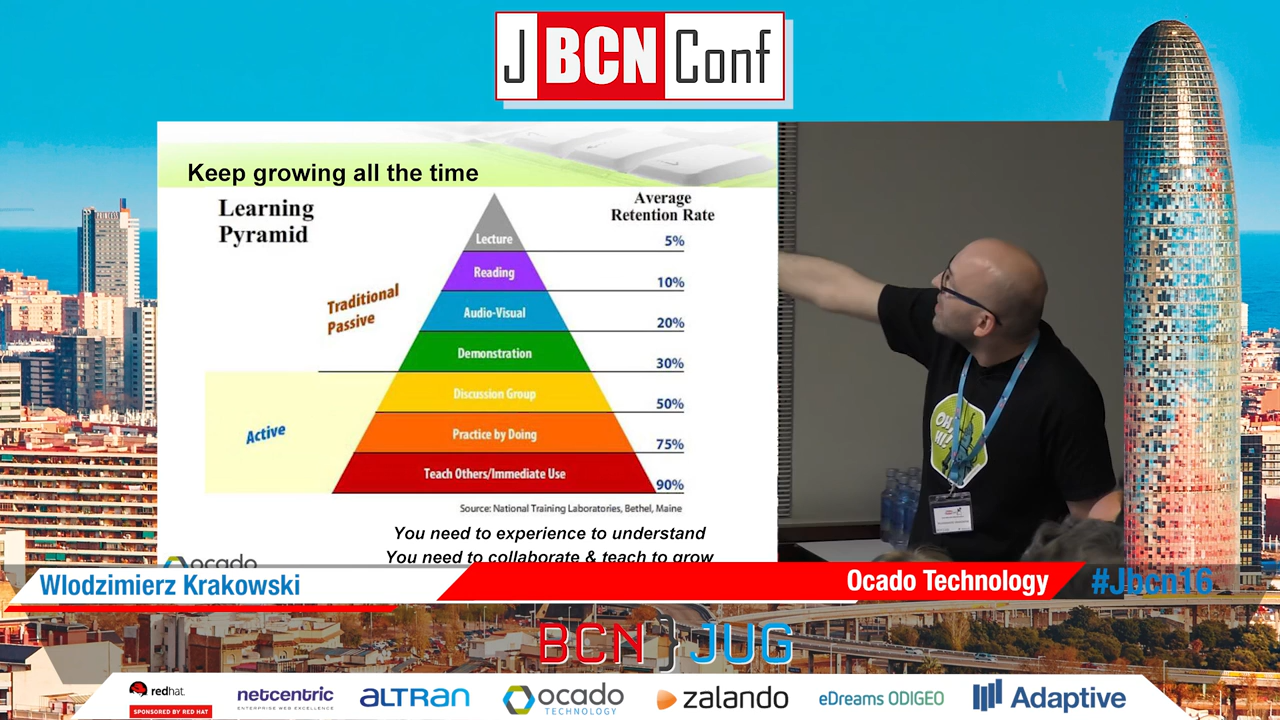 J BCN Conf
Keep growing all the time
Learning
Pyramid
Average
Retention Rate
Lecture
5%
Reading
10%
Traditional
Passive
Audio-Visual
20%
Demonstration
30%
Discussion Group
50%
Active
Practice by Doing
75%
Teach Others/Immediate Use
90%
Source: National Training Laboratories, Bethel, Maine
You need to experience to understand
You need to collaborate & teach to grow
ocado
Wlodzimierz Krakowski
Ocado Technology
#Jbcn16
BCN JUG
redhat.
SPONSORED BY RED HAT
netcentric
ENTERPRISE WEB EXCELLENCE
ALTRAN
ocado
TECHNOLOGY
zalando
eDreams ODIGEO
Adaptive